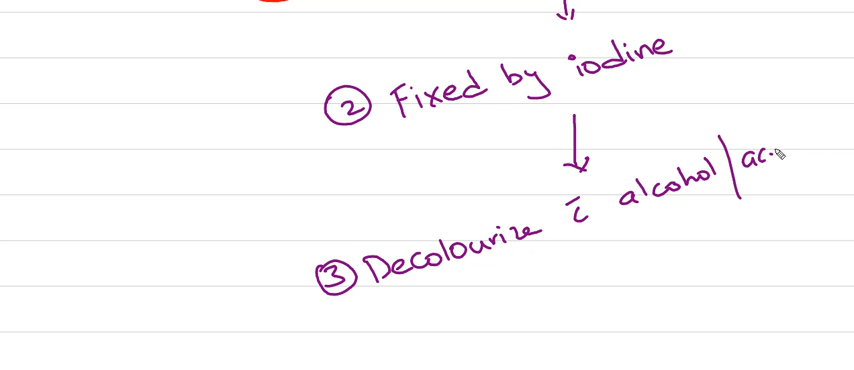 ② Fixed by iodine
③ Decolourize c̄ alcohol/ac